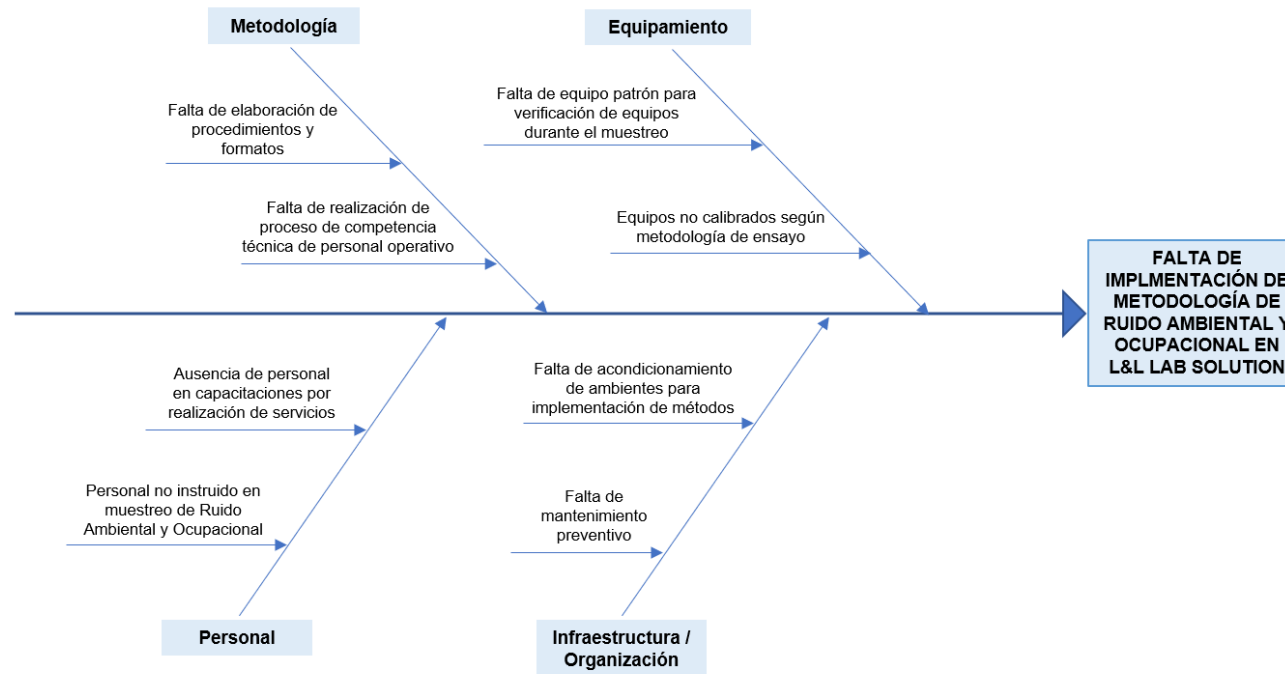 Metodología
Equipamiento
Falta de elaboración de
procedimientos y
formatos
Falta de equipo patrón para
verificación de equipos
durante el muestreo
Falta de realización de
proceso de competencia
técnica de personal operativo
Equipos no calibrados según
metodología de ensayo
FALTA DE
IMPLMENTACIÓN DE
METODOLOGÍA DE
RUIDO AMBIENTAL Y
OCUPACIONAL EN
L&L LAB SOLUTION
Ausencia de personal
en capacitaciones por
realización de servicios
Falta de acondicionamiento
de ambientes para
implementación de métodos
Personal no instruido en
muestreo de Ruido
Ambiental y Ocupacional
Falta de
mantenimiento
preventivo
Personal
Infraestructura /
Organización